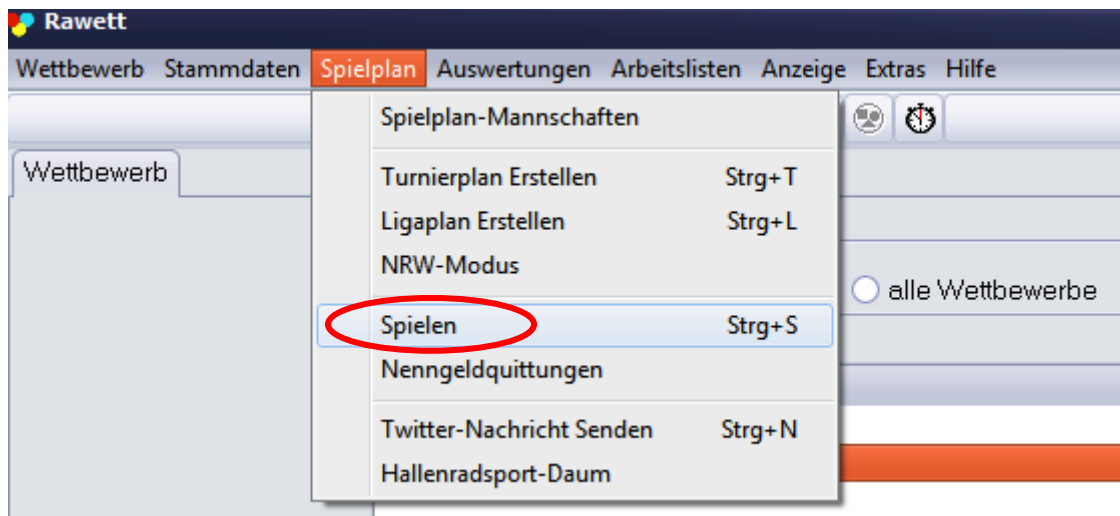 Rawett
Wettbewerb Stammdaten Spielplan Auswertungen Arbeitslisten Anzeige Extras Hilfe
Spielplan-Mannschaften
Wettbewerb
Turnierplan Erstellen Strg+T
Ligaplan Erstellen Strg+L
NRW-Modus
alle Wettbewerbe
Spielen Strg+S
Nenngeldquittungen
Twitter-Nachricht Senden Strg+N
Hallenradsport-Daum